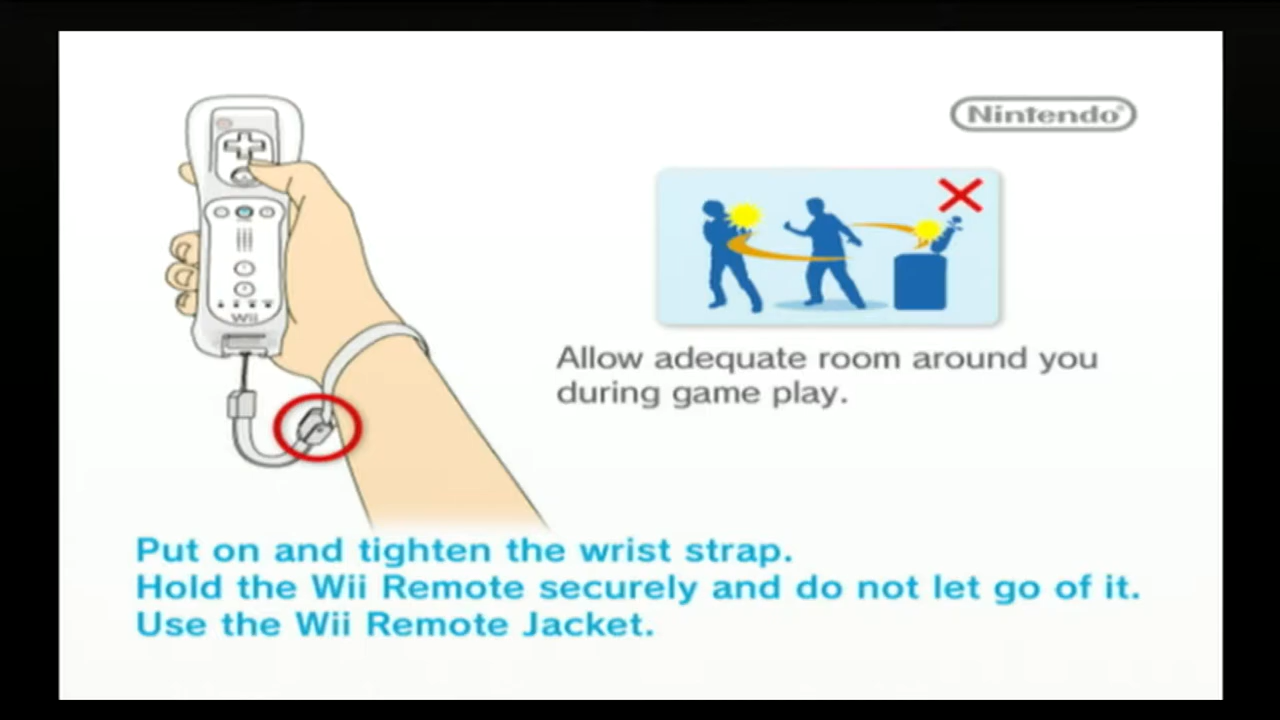 Nintendo®
Wii
Allow adequate room around you
during game play.
Put on and tighten the wrist strap.
Hold the Wii Remote securely and do not let go of it.
Use the Wii Remote Jacket.